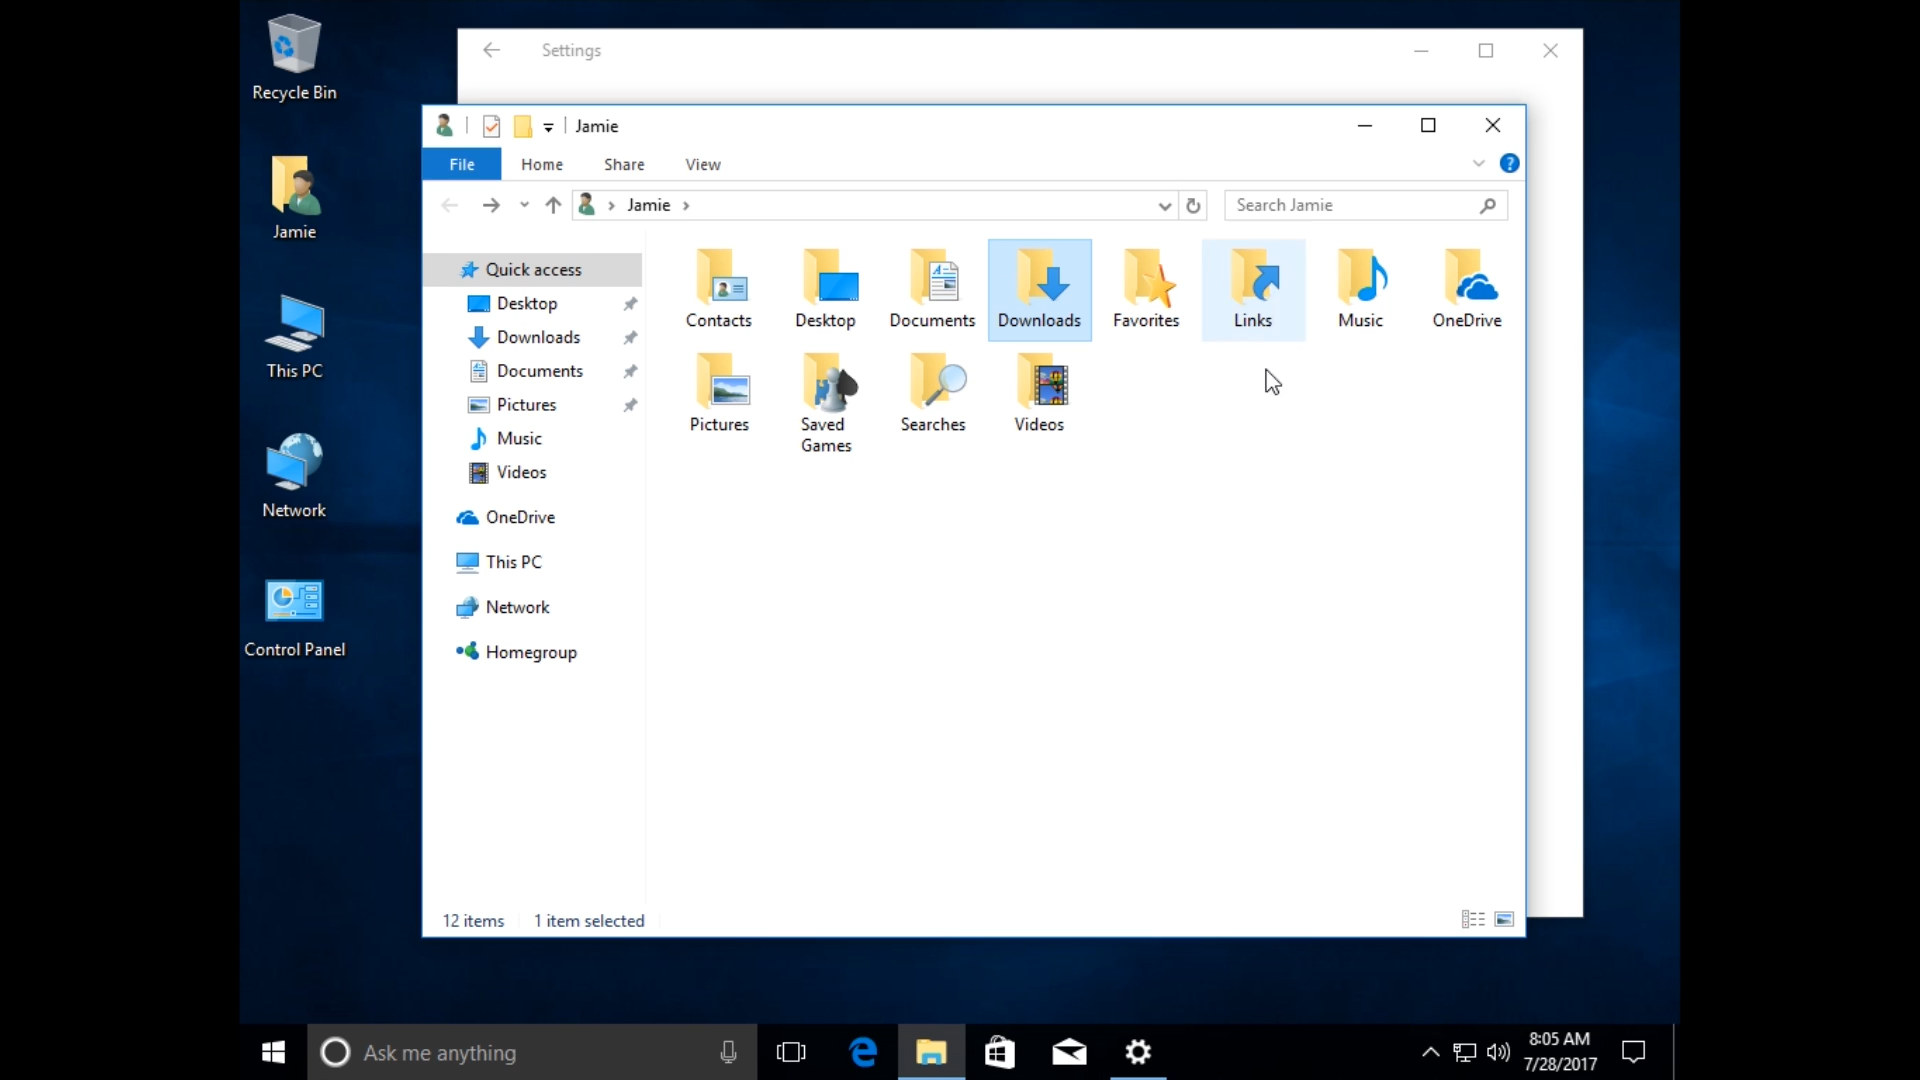 Recycle Bin
Jamie
This PC
Network
Control Panel
Settings
Jamie
File Home Share View
Jamie
Search Jamie
Quick access
Desktop
Downloads
Documents
Pictures
Music
Videos
OneDrive
This PC
Network
Homegroup
Contacts Desktop Documents Downloads Favorites Links Music OneDrive
Pictures Saved Searches Videos
Games
12 items 1 item selected
Ask me anything
8:05 AM
7/28/2017